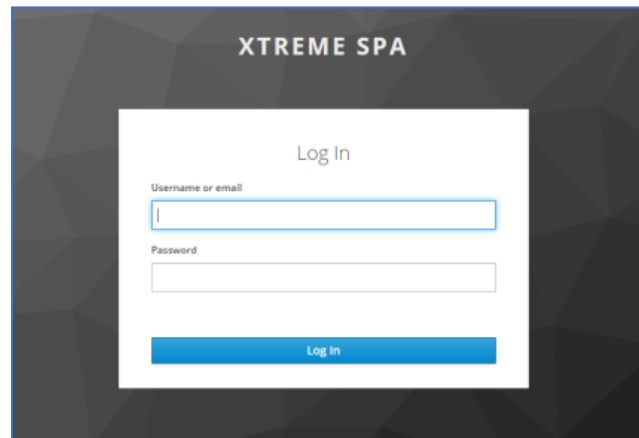 XTREME SPA
Log In
Username or email
Password
Log In